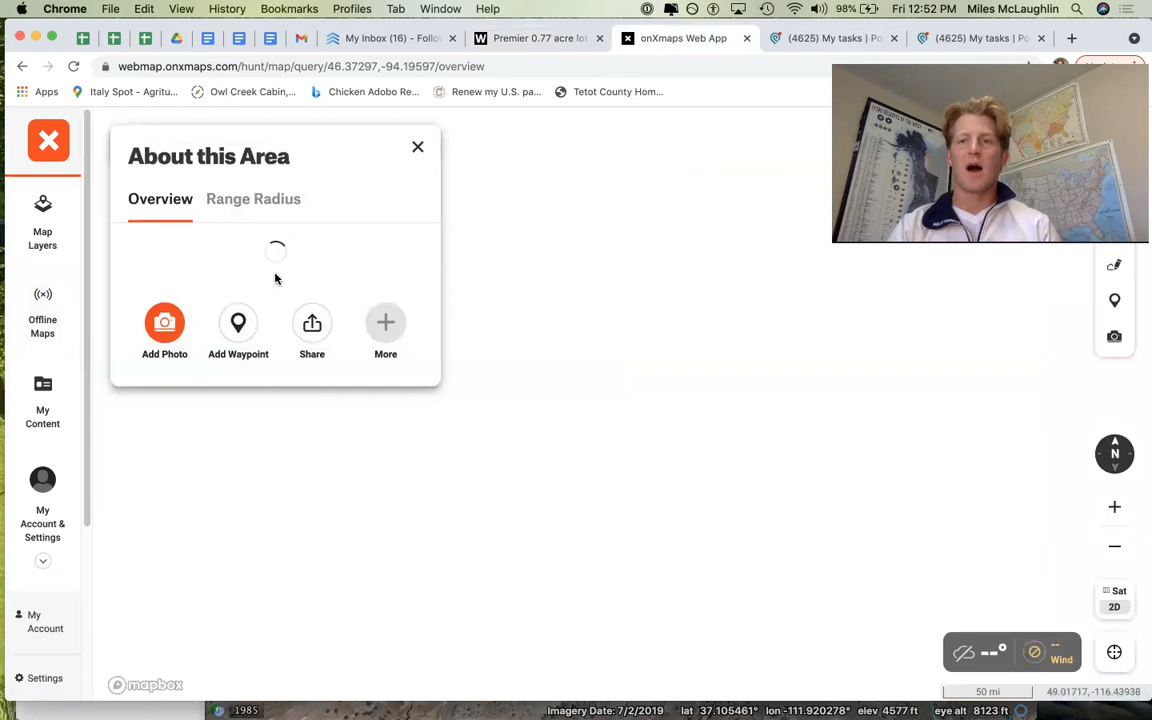 Chrome File Edit View History Bookmarks Profiles Tab Window Help 98% Fri 12:52 PM Miles McLaughlin
My Inbox (16) - Follow Premier 0.77 acre lot onXmaps Web App (4625) My tasks | Po (4625) My tasks | Po
webmap.onxmaps.com/hunt/map/query/46.37297,-94.19597/overview
Apps Italy Spot - Agritu... Owl Creek Cabin,... Chicken Adobo Re... Renew my U.S. pa... Tetot County Hom...
About this Area
Overview Range Radius
Map
Layers
Offline
Maps
Add Photo Add Waypoint Share More
My
Content
My
Account &
Settings
My
Account
Settings
N
Sat
2D
--°
--
Wind
mapbox
50 mi 49.01717, -116.43938
1985 Imagery Date: 7/2/2019 lat 37.105461° lon -111.920278° elev 4577 ft eye alt 8123 ft